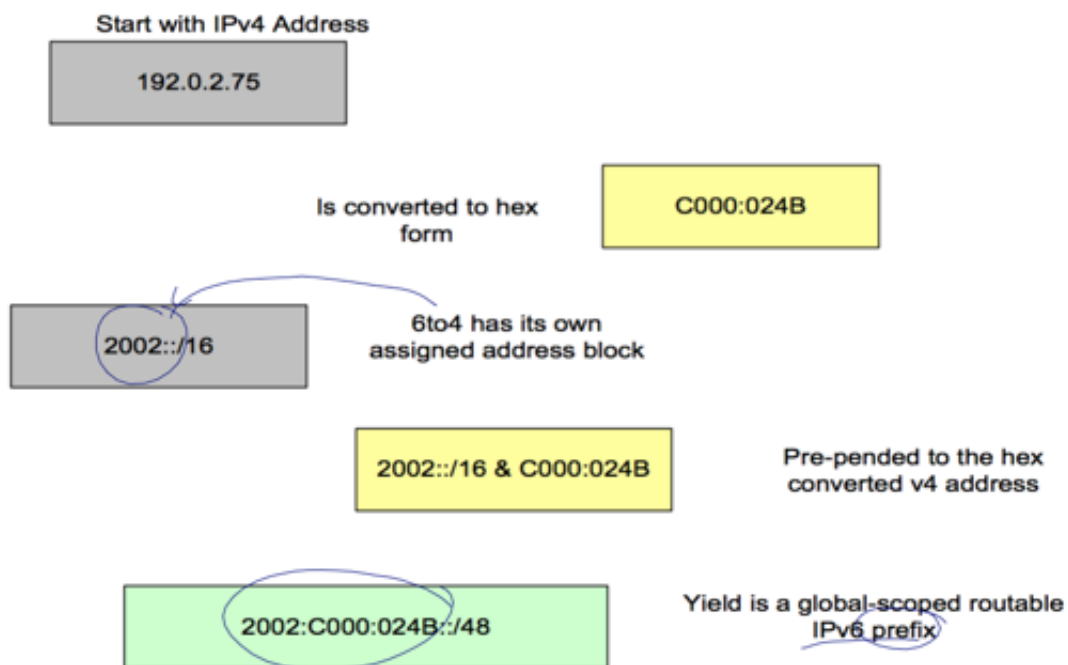 Start with IPv4 Address
192.0.2.75
C000:024B
Is converted to hex
form
6to4 has its own
assigned address block
2002::/16
2002::/16 & C000:024B
Pre-pended to the hex
converted v4 address
2002:C000:024B::/48
Yield is a global-scoped routable
IPv6 prefix